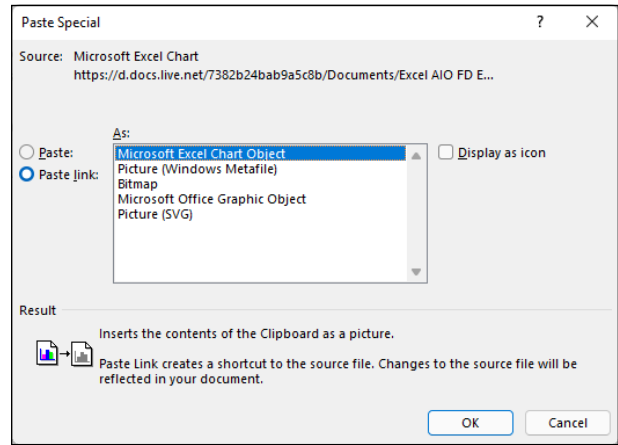 Paste Special
?
Source: Microsoft Excel Chart
https://d.docs.live.net/7382b24bab9a5c8b/Documents/Excel AIO FD E...
As:
Paste:
Paste link:
Microsoft Excel Chart Object
Picture (Windows Metafile)
Bitmap
Microsoft Office Graphic Object
Picture (SVG)
Display as icon
Result
Inserts the contents of the Clipboard as a picture.
Paste Link creates a shortcut to the source file. Changes to the source file will be
reflected in your document.
OK
Cancel